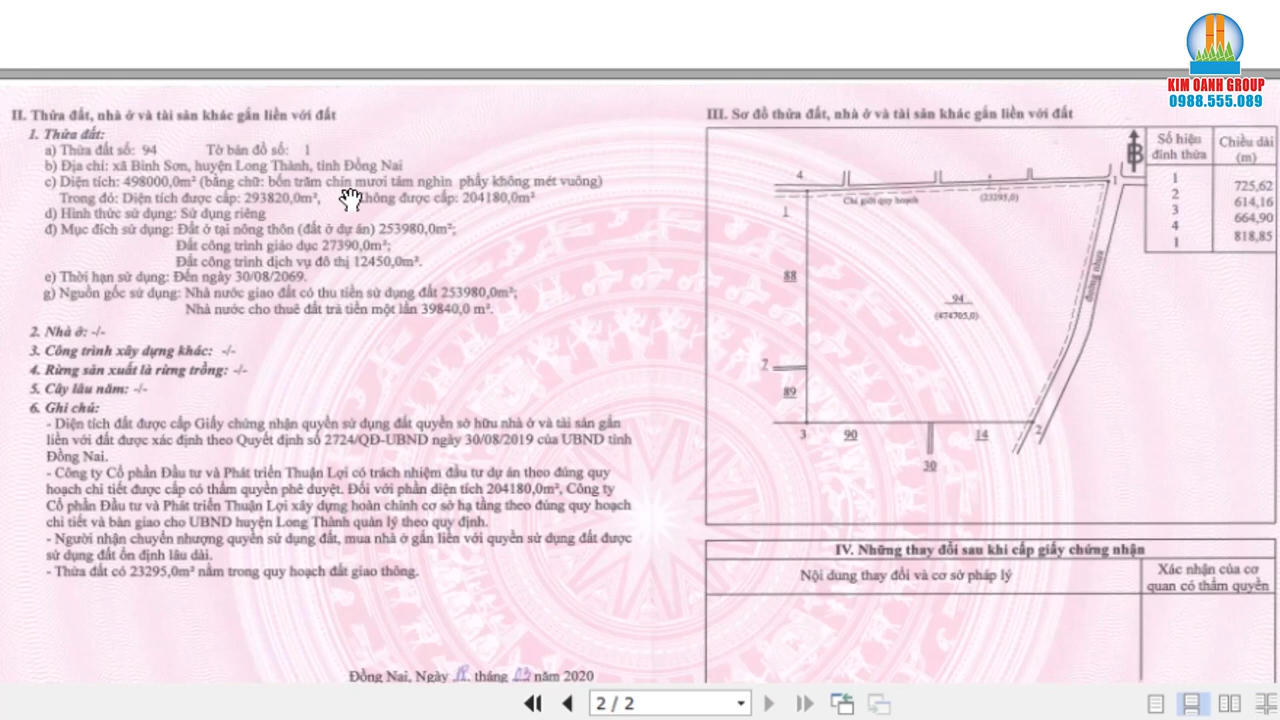 KIM OANH GROUP
0988.555.089
II. Thửa đất, nhà ở và tài sản khác gắn liền với đất
1. Thửa đất:
a) Thửa đất số: 94 Tờ bản đồ số: 1
b) Địa chỉ: xã Bình Sơn, huyện Long Thành, tỉnh Đồng Nai
c) Diện tích: 498000,0m² (bằng chữ: bốn trăm chín mươi tám nghìn phẩy không mét vuông)
Trong đó: Diện tích được cấp: 293820,0m², không được cấp: 204180,0m²
d) Hình thức sử dụng: Sử dụng riêng
đ) Mục đích sử dụng: Đất ở tại nông thôn (đất ở dự án) 253980,0m²;
Đất công trình giáo dục 27390,0m²;
Đất công trình dịch vụ đô thị 12450,0m².
e) Thời hạn sử dụng: Đến ngày 30/08/2069.
g) Nguồn gốc sử dụng: Nhà nước giao đất có thu tiền sử dụng đất 253980,0m²;
Nhà nước cho thuê đất trả tiền một lần 39840,0 m².
2. Nhà ở: -/-
3. Công trình xây dựng khác: -/-
4. Rừng sản xuất là rừng trồng: -/-
5. Cây lâu năm: -/-
6. Ghi chú:
- Diện tích đất được cấp Giấy chứng nhận quyền sử dụng đất quyền sở hữu nhà ở và tài sản gắn
liền với đất được xác định theo Quyết định số 2724/QĐ-UBND ngày 30/08/2019 của UBND tỉnh
Đồng Nai.
- Công ty Cổ phần Đầu tư và Phát triển Thuận Lợi có trách nhiệm đầu tư dự án theo đúng quy
hoạch chi tiết được cấp có thẩm quyền phê duyệt. Đối với phần diện tích 204180,0m², Công ty
Cổ phần Đầu tư và Phát triển Thuận Lợi xây dựng hoàn chỉnh cơ sở hạ tầng theo đúng quy hoạch
chi tiết và bàn giao cho UBND huyện Long Thành quản lý theo quy định.
- Người nhận chuyển nhượng quyền sử dụng đất, mua nhà ở gắn liền với quyền sử dụng đất được
sử dụng đất ổn định lâu dài.
- Thửa đất có 23295,0m² nằm trong quy hoạch đất giao thông.
Đồng Nai, Ngày tháng 03 năm 2020
III. Sơ đồ thửa đất, nhà ở và tài sản khác gắn liền với đất
B
4
1
1
Chỉ giới quy hoạch
(23295,0)
88
đường nhựa
94
(474705,0)
7
89
3
90
14
2
30
Số hiệu đỉnh thửa Chiều dài (m)
1
725,62
2
614,16
3
664,90
4
818,85
1
IV. Những thay đổi sau khi cấp giấy chứng nhận
Nội dung thay đổi và cơ sở pháp lý
Xác nhận của cơ
quan có thẩm quyền
2 / 2